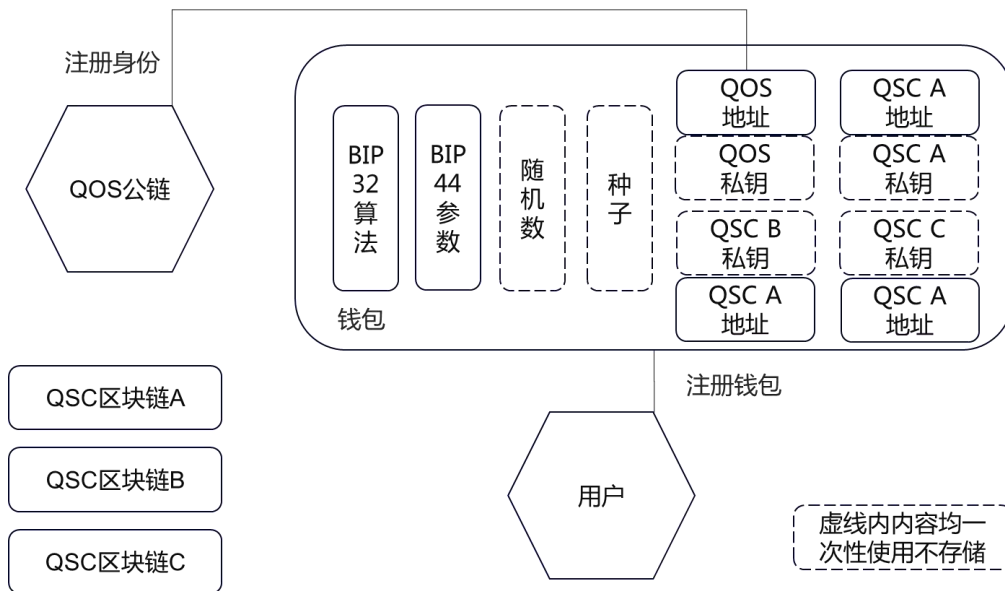 注册身份
QOS公链
BIP
32
算
法
BIP
44
参
数
随
机
数
种
子
QOS
地址
QSC A
地址
QOS
私钥
QSC A
私钥
QSC B
私钥
QSC C
私钥
QSC A
地址
QSC A
地址
钱包
注册钱包
QSC区块链A
QSC区块链B
QSC区块链C
用户
虚线内内容均一
次性使用不存储